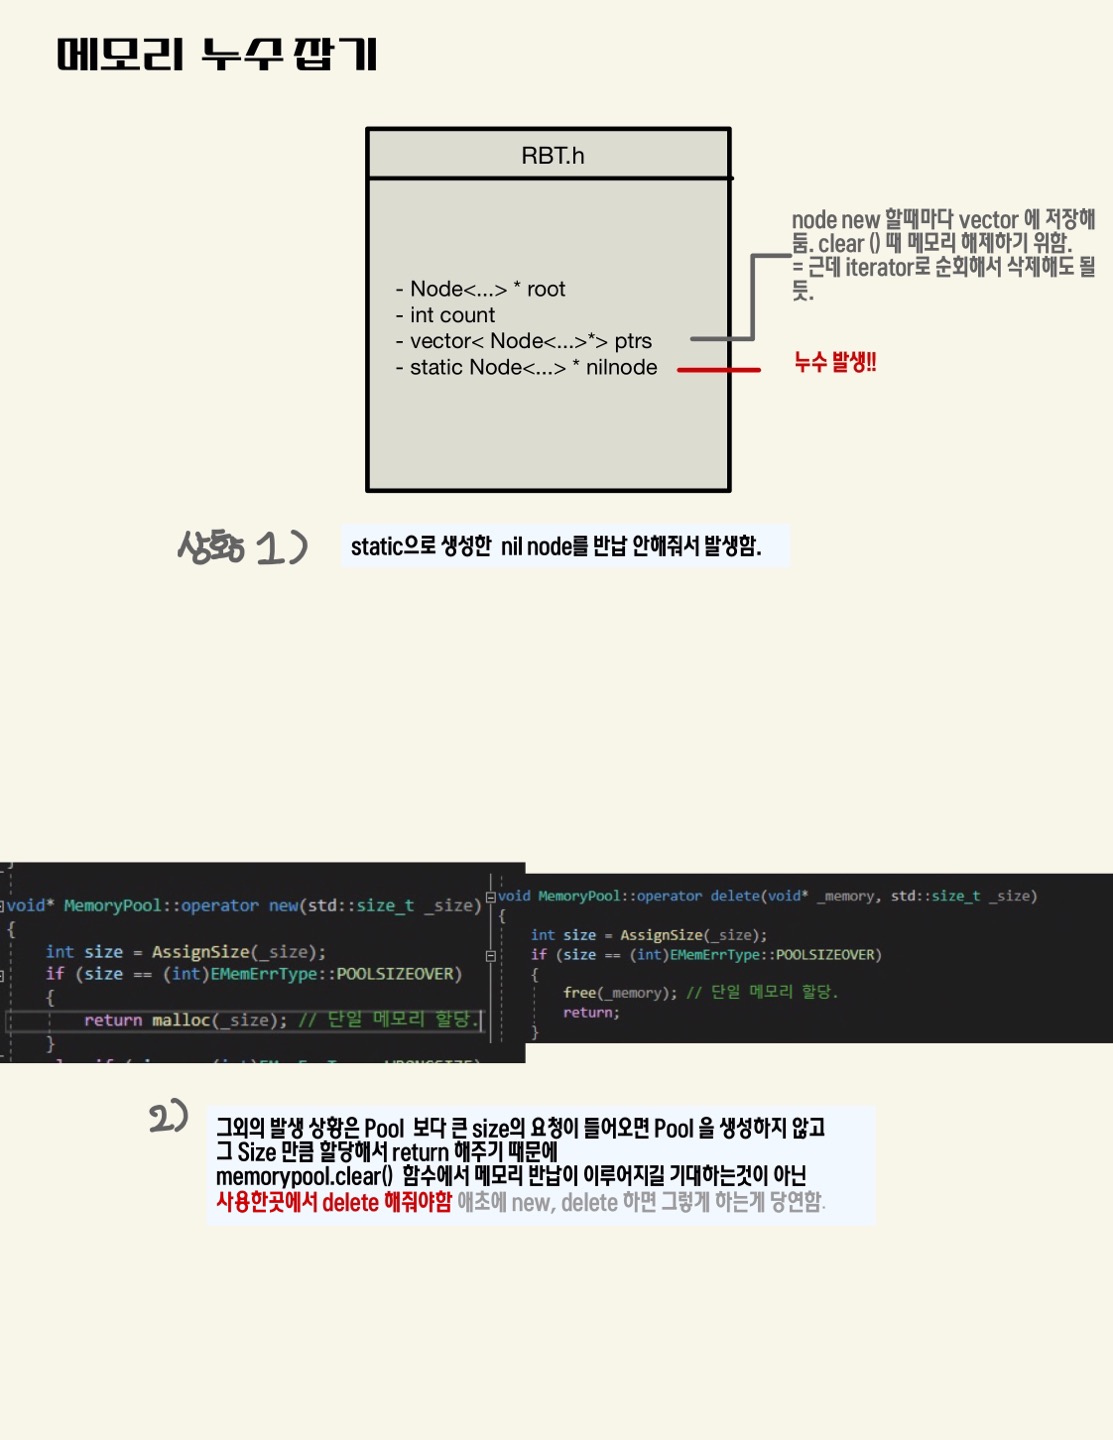 메모리 누수 잡기
RBT.h
node new 할때마다 vector 에 저장해
둠. clear () 때 메모리 해제하기 위함.
= 근데 iterator로 순회해서 삭제해도 될
듯.
- Node<...> * root
- int count
- vector< Node<...>*> ptrs
- static Node<...> * nilnode
누수 발생!!
상황 1)
static으로 생성한 nil node를 반납 안해줘서 발생함.
void* MemoryPool::operator new(std::size_t _size)
{
int size = AssignSize(_size);
if (size == (int)EMemErrType::POOLSIZEOVER)
{
return malloc(_size); // 단일 메모리 할당.
}
void MemoryPool::operator delete(void* _memory, std::size_t _size)
{
int size = AssignSize(_size);
if (size == (int)EMemErrType::POOLSIZEOVER)
{
free(_memory); // 단일 메모리 할당.
return;
}
2)
그외의 발생 상황은 Pool 보다 큰 size의 요청이 들어오면 Pool 을 생성하지 않고
그 Size 만큼 할당해서 return 해주기 때문에
memorypool.clear() 함수에서 메모리 반납이 이루어지길 기대하는것이 아닌
사용한곳에서 delete 해줘야함 애초에 new, delete 하면 그렇게 하는게 당연함.